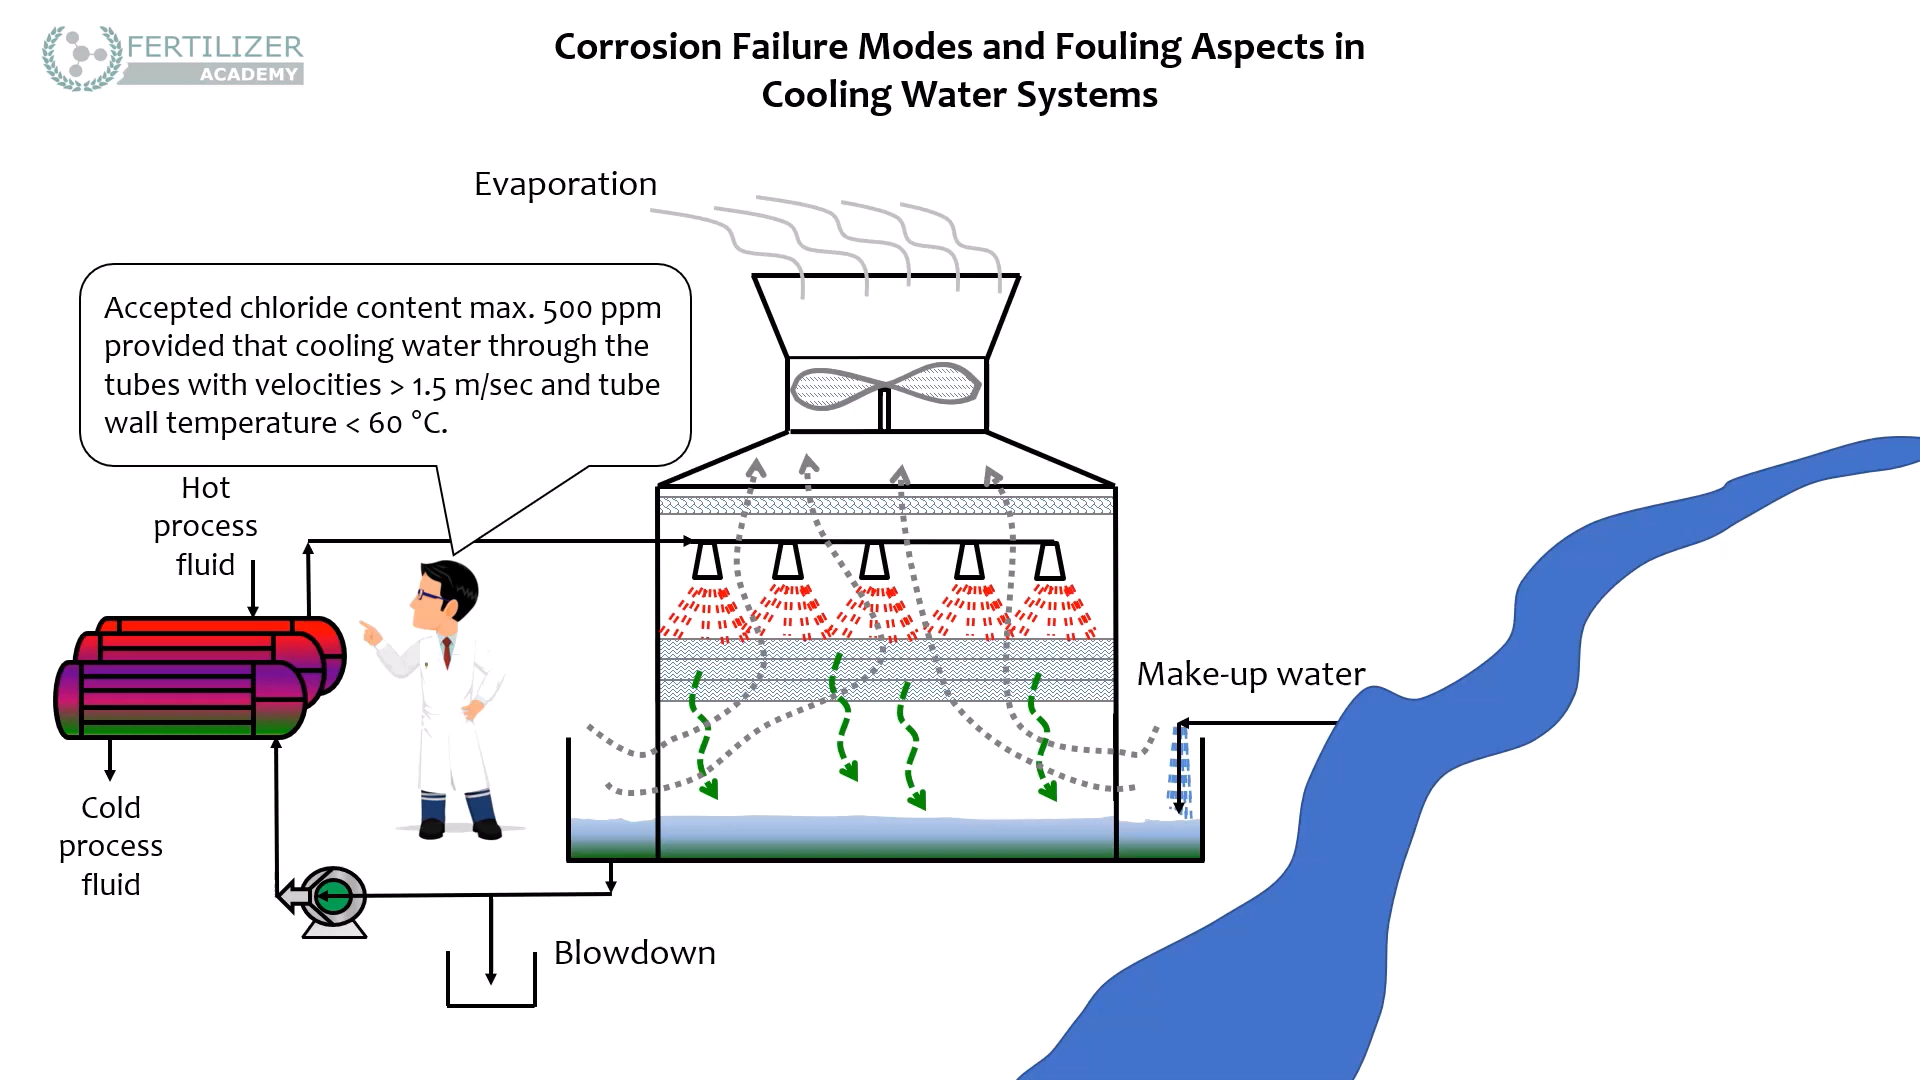 FERTILIZER
ACADEMY
Corrosion Failure Modes and Fouling Aspects in
Cooling Water Systems
Evaporation
Accepted chloride content max. 500 ppm
provided that cooling water through the
tubes with velocities > 1.5 m/sec and tube
wall temperature < 60 °C.
Hot
process
fluid
Make-up water
Cold
process
fluid
Blowdown